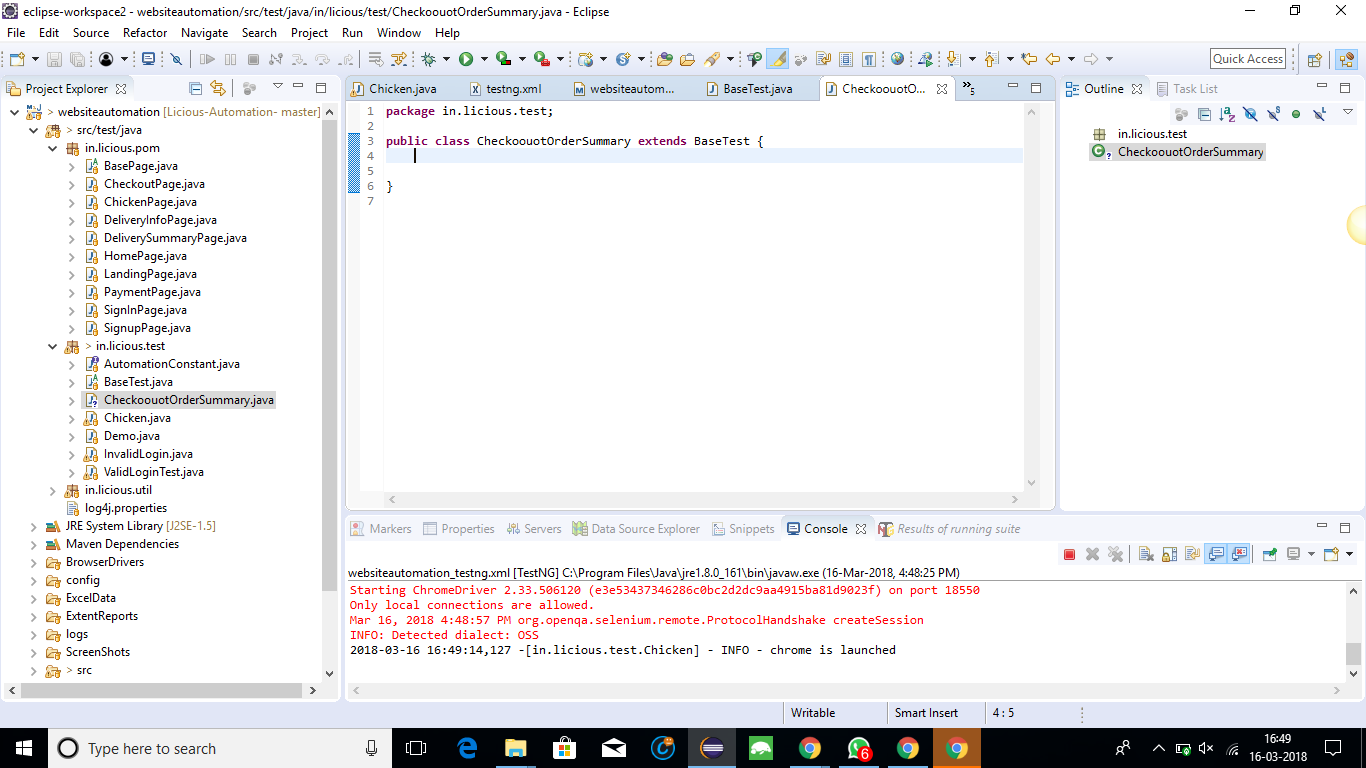 eclipse-workspace2 - websiteautomation/src/test/java/in/licious/test/CheckoouotOrderSummary.java - Eclipse
File Edit Source Refactor Navigate Search Project Run Window Help
Quick Access
Project Explorer
websiteautomation [Licious-Automation- master]
> src/test/java
in.licious.pom
BasePage.java
CheckoutPage.java
ChickenPage.java
DeliveryInfoPage.java
DeliverySummaryPage.java
HomePage.java
LandingPage.java
PaymentPage.java
SignInPage.java
SignupPage.java
> in.licious.test
AutomationConstant.java
BaseTest.java
CheckoouotOrderSummary.java
Chicken.java
Demo.java
InvalidLogin.java
ValidLoginTest.java
in.licious.util
log4j.properties
JRE System Library [J2SE-1.5]
Maven Dependencies
BrowserDrivers
config
ExcelData
ExtentReports
logs
ScreenShots
> src
Chicken.java testng.xml websiteautom... BaseTest.java CheckoouotO... »5
1 package in.licious.test;
2
3 public class CheckoouotOrderSummary extends BaseTest {
4
5
6 }
7
Outline Task List
in.licious.test
CheckoouotOrderSummary
Markers Properties Servers Data Source Explorer Snippets Console Results of running suite
websiteautomation_testng.xml [TestNG] C:\Program Files\Java\jre1.8.0_161\bin\javaw.exe (16-Mar-2018, 4:48:25 PM)
Starting ChromeDriver 2.33.506120 (e3e53437346286c0bc2d2dc9aa4915ba81d9023f) on port 18550
Only local connections are allowed.
Mar 16, 2018 4:48:57 PM org.openqa.selenium.remote.ProtocolHandshake createSession
INFO: Detected dialect: OSS
2018-03-16 16:49:14,127 -[in.licious.test.Chicken] - INFO - chrome is launched
Writable Smart Insert 4 : 5
Type here to search
6
16:49
16-03-2018